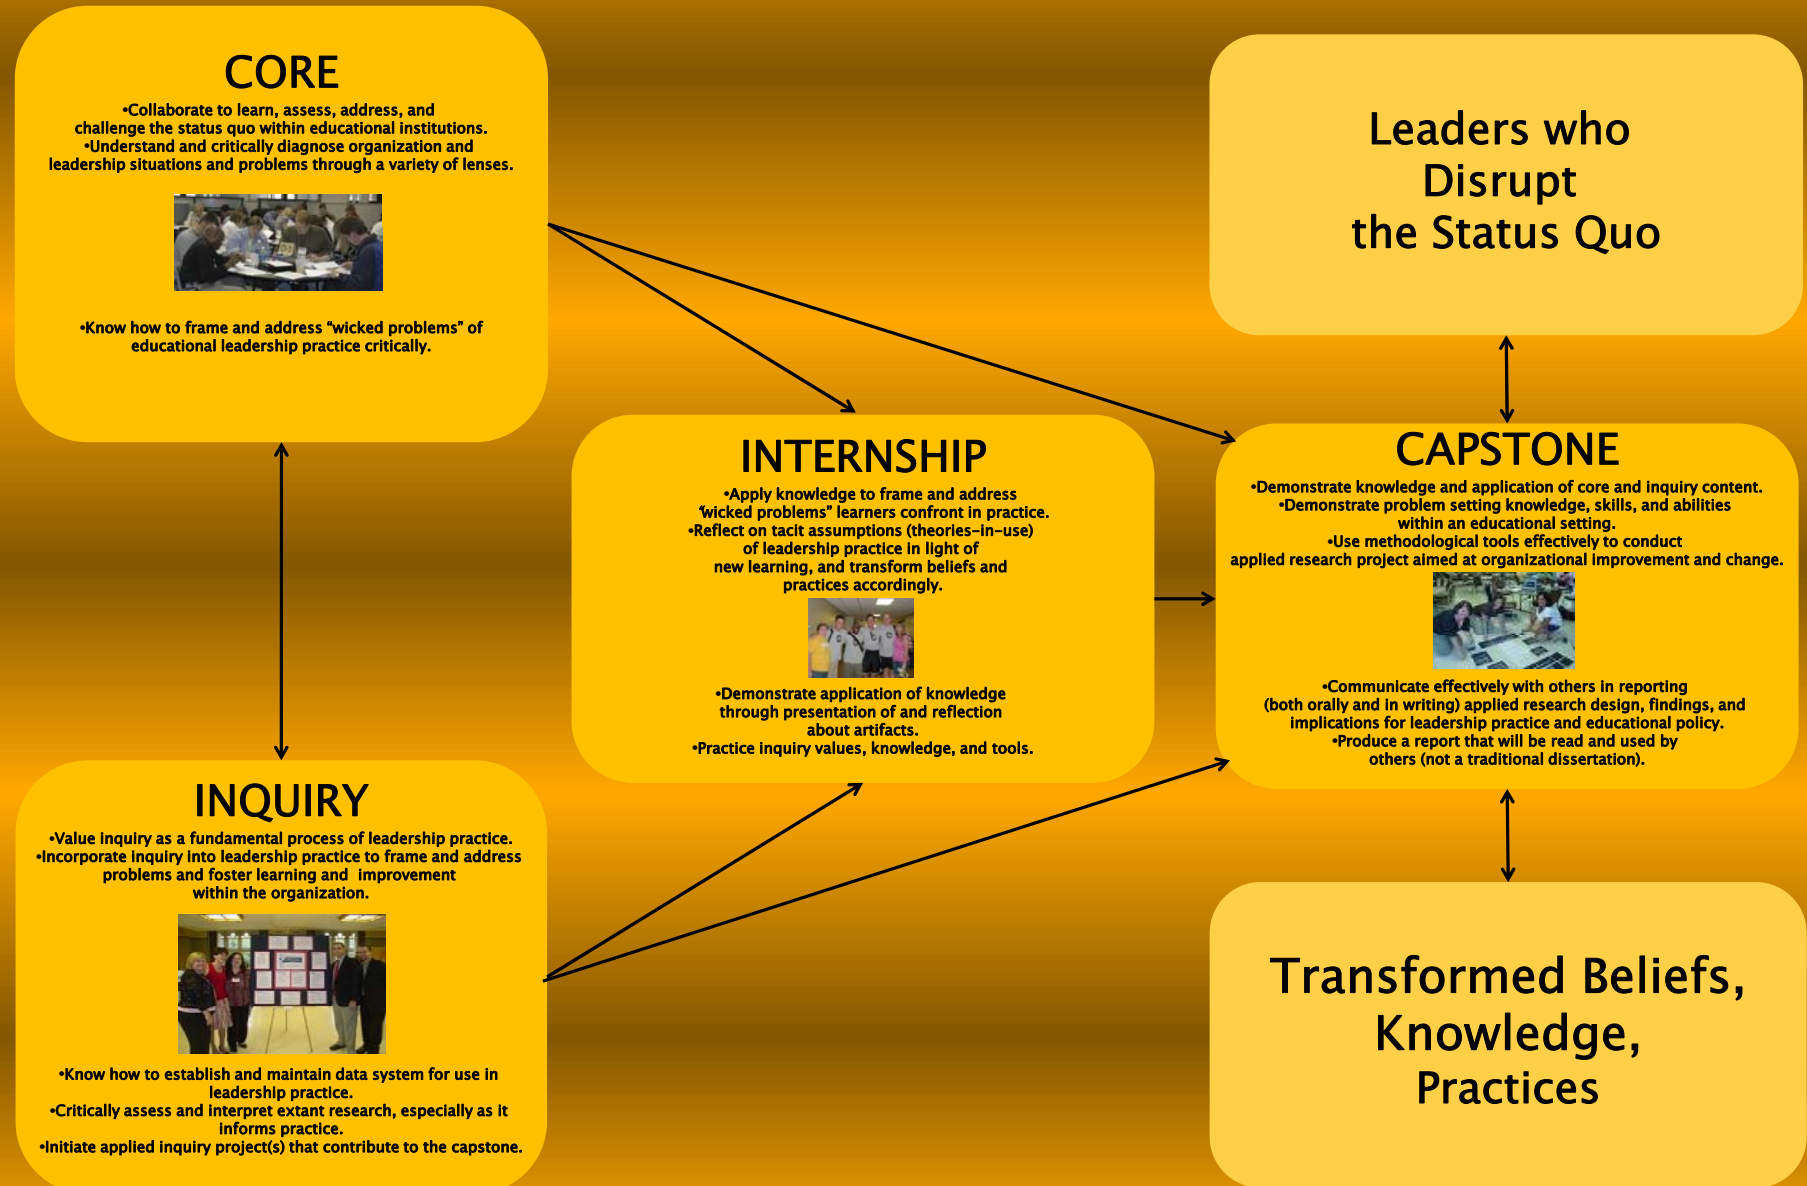 CORE
•Collaborate to learn, assess, address, and
challenge the status quo within educational institutions.
•Understand and critically diagnose organization and
leadership situations and problems through a variety of lenses.
•Know how to frame and address “wicked problems” of
educational leadership practice critically.
INQUIRY
•Value inquiry as a fundamental process of leadership practice.
•Incorporate inquiry into leadership practice to frame and address
problems and foster learning and improvement
within the organization.
•Know how to establish and maintain data system for use in
leadership practice.
•Critically assess and interpret extant research, especially as it
informs practice.
•Initiate applied inquiry project(s) that contribute to the capstone.
INTERNSHIP
•Apply knowledge to frame and address
“wicked problems” learners confront in practice.
•Reflect on tacit assumptions (theories-in-use)
of leadership practice in light of
new learning, and transform beliefs and
practices accordingly.
•Demonstrate application of knowledge
through presentation of and reflection
about artifacts.
•Practice inquiry values, knowledge, and tools.
Leaders who
Disrupt
the Status Quo
CAPSTONE
•Demonstrate knowledge and application of core and inquiry content.
•Demonstrate problem setting knowledge, skills, and abilities
within an educational setting.
•Use methodological tools effectively to conduct
applied research project aimed at organizational improvement and change.
•Communicate effectively with others in reporting
(both orally and in writing) applied research design, findings, and
implications for leadership practice and educational policy.
•Produce a report that will be read and used by
others (not a traditional dissertation).
Transformed Beliefs,
Knowledge,
Practices